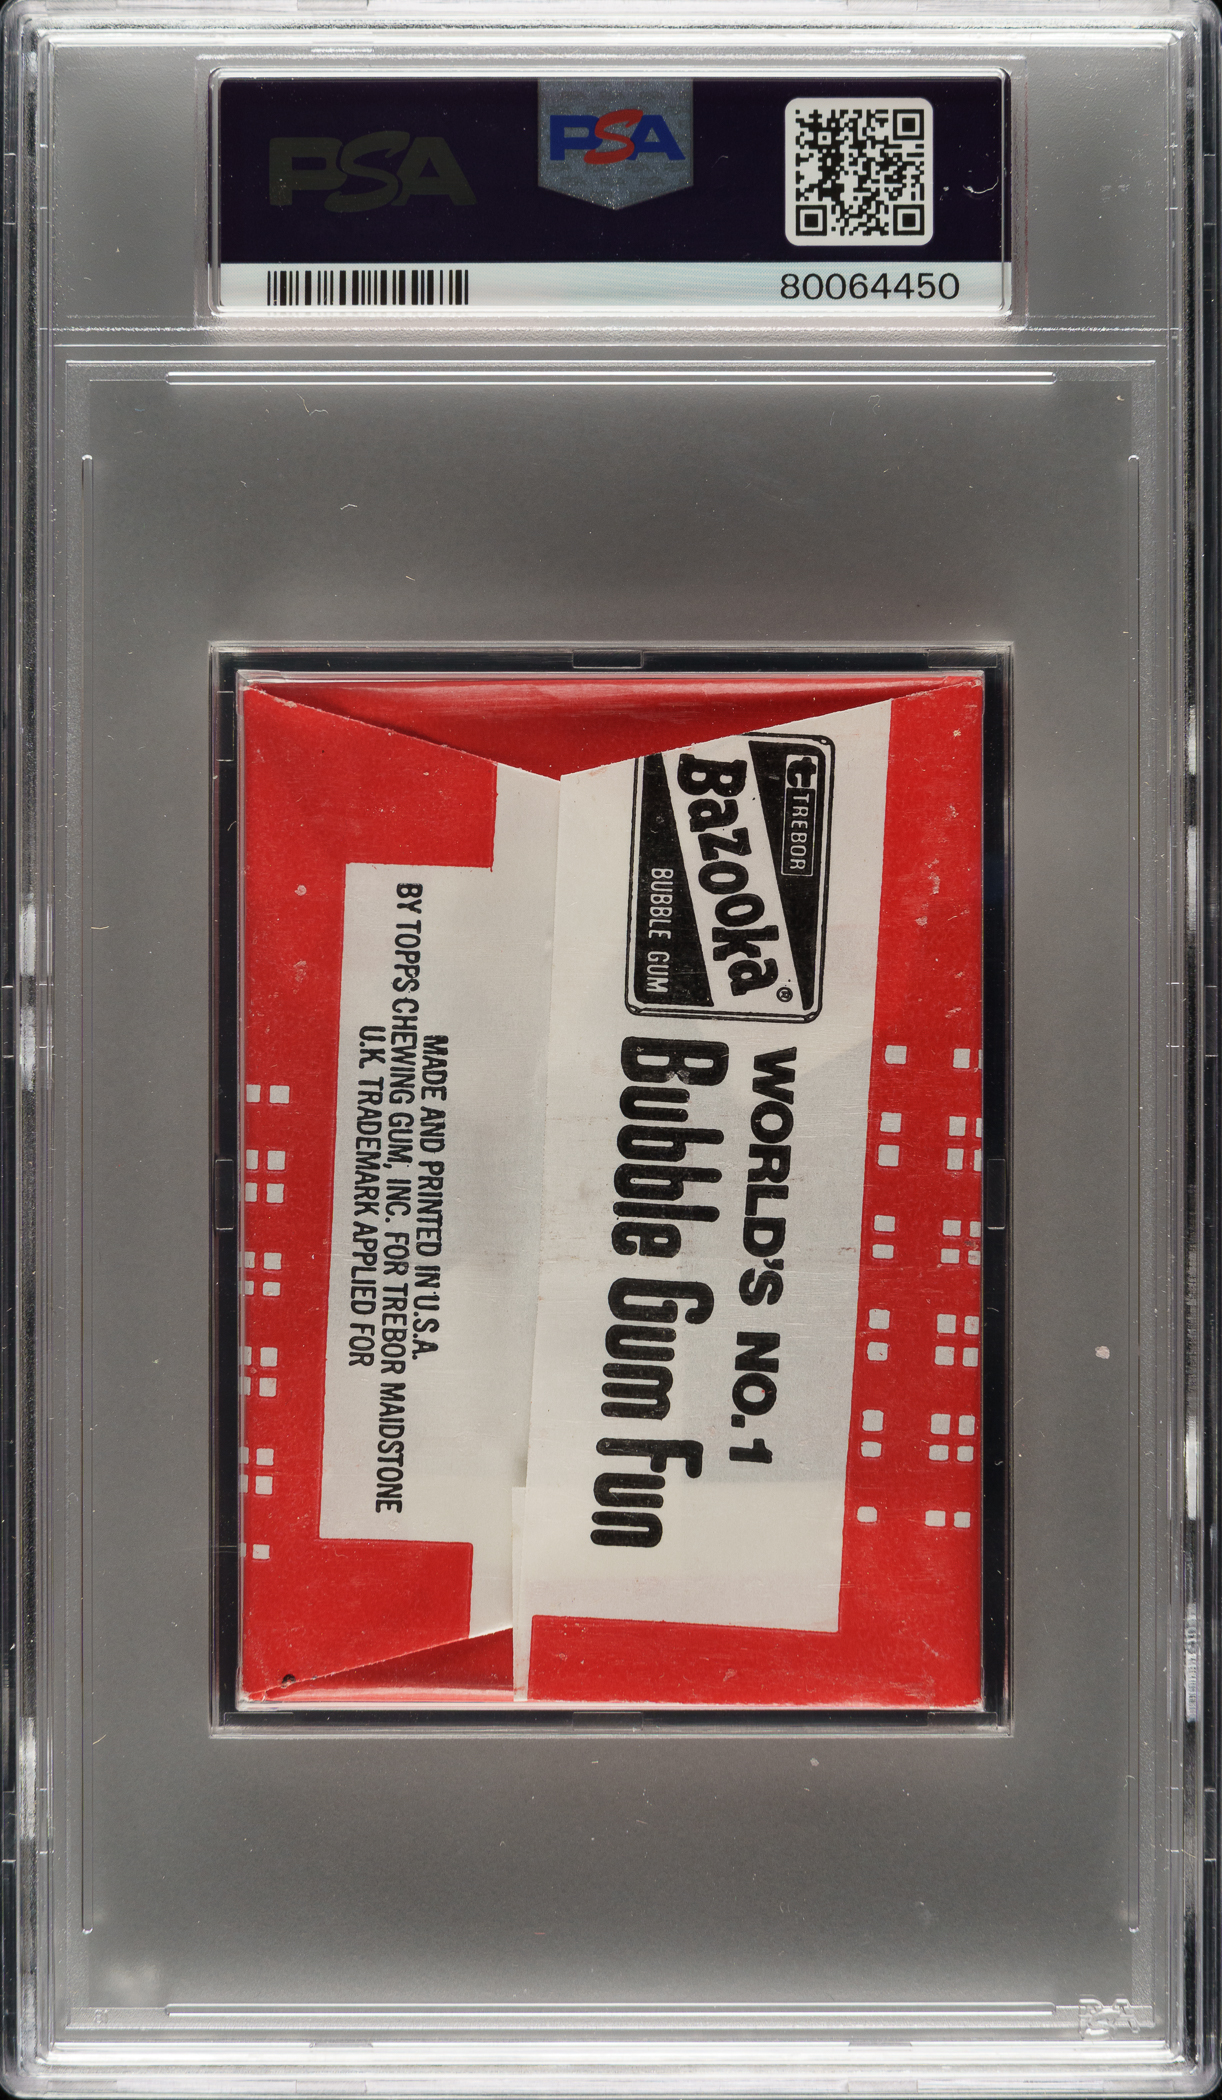 PSA
PSA
80064450
t TREBOR
Bazooka®
BUBBLE GUM
WORLD'S NO. 1
Bubble Gum Fun
MADE AND PRINTED IN U.S.A.
BY TOPPS CHEWING GUM, INC. FOR TREBOR MAIDSTONE
U.K. TRADEMARK APPLIED FOR